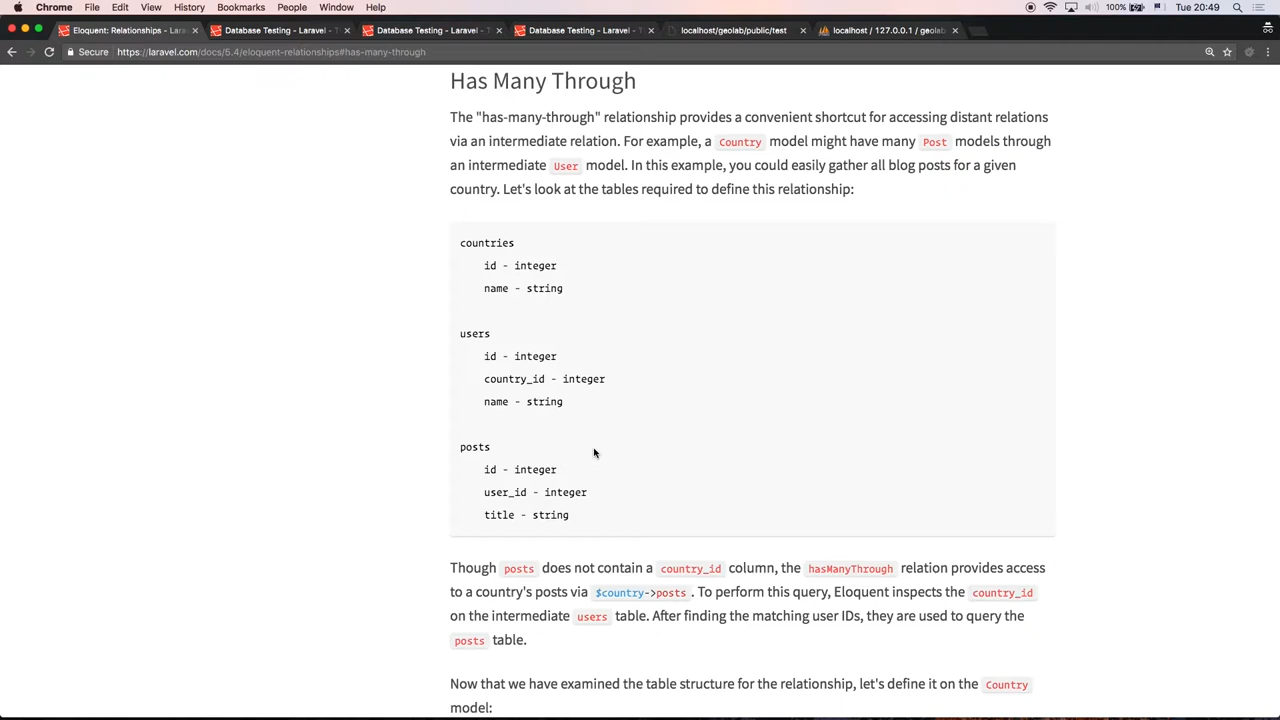 Chrome File Edit View History Bookmarks People Window Help 100% Tue 20:49
Eloquent: Relationships - Lara × Database Testing - Laravel - T × Database Testing - Laravel - T × Database Testing - Laravel - T × localhost/geolab/public/test × localhost / 127.0.0.1 / geolab ×
Secure https://laravel.com/docs/5.4/eloquent-relationships#has-many-through
Has Many Through
The "has-many-through" relationship provides a convenient shortcut for accessing distant relations
via an intermediate relation. For example, a Country model might have many Post models through
an intermediate User model. In this example, you could easily gather all blog posts for a given
country. Let's look at the tables required to define this relationship:
countries
id - integer
name - string
users
id - integer
country_id - integer
name - string
posts
id - integer
user_id - integer
title - string
Though posts does not contain a country_id column, the hasManyThrough relation provides access
to a country's posts via $country->posts. To perform this query, Eloquent inspects the country_id
on the intermediate users table. After finding the matching user IDs, they are used to query the
posts table.
Now that we have examined the table structure for the relationship, let's define it on the Country
model: